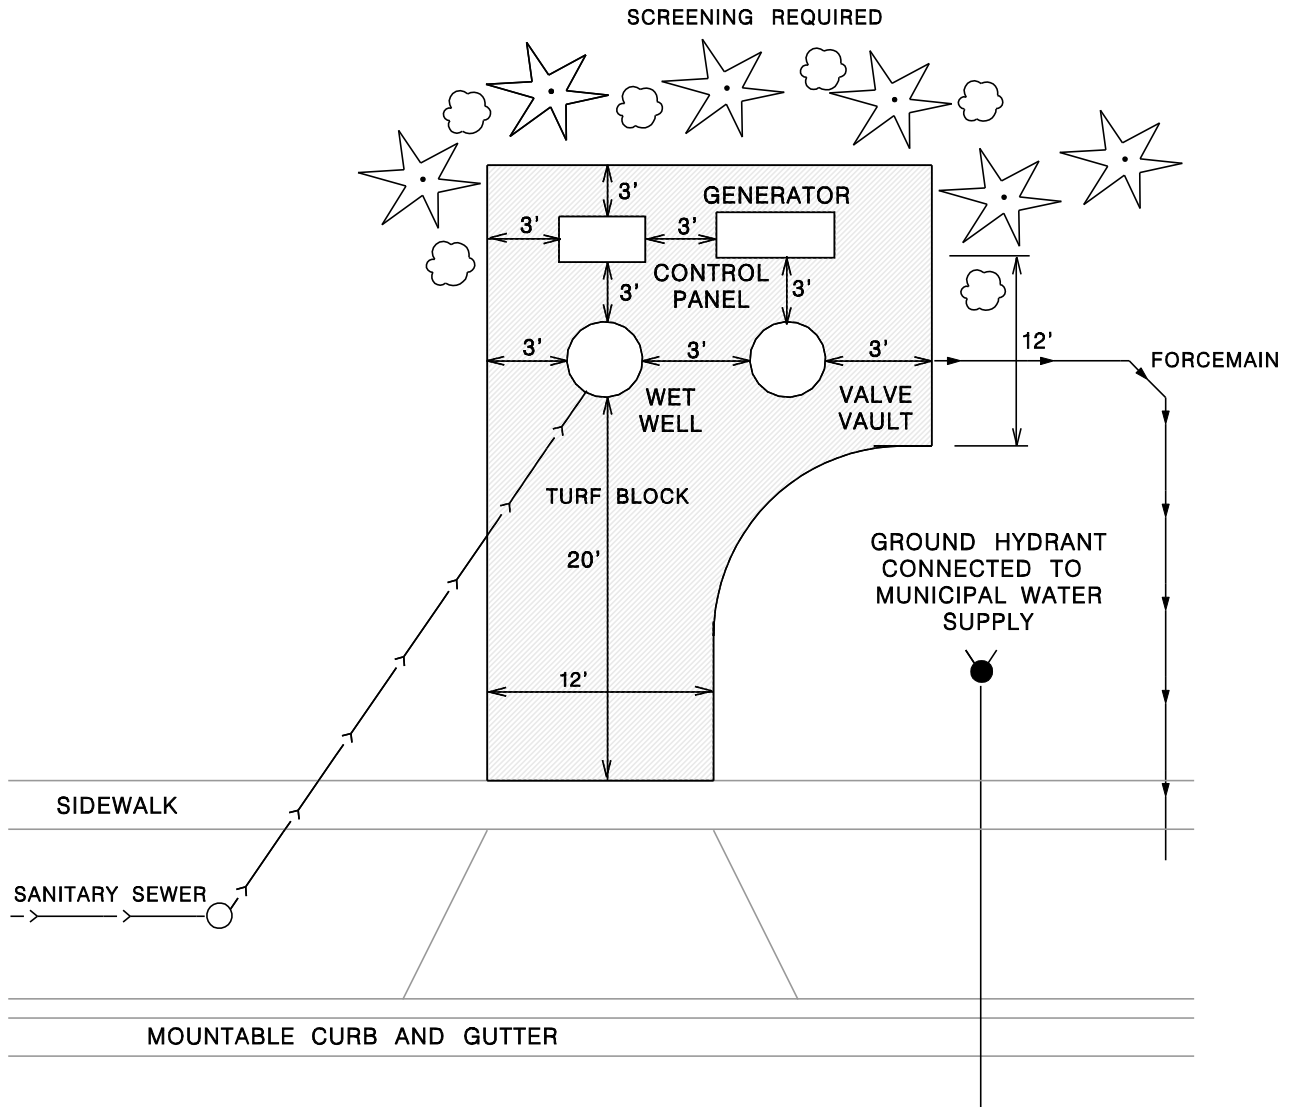 SCREENING REQUIRED
3'
GENERATOR
3'
3'
CONTROL
PANEL
3'
3'
3'
3'
3'
12'
FORCEMAIN
WET
WELL
VALVE
VAULT
TURF BLOCK
20'
GROUND HYDRANT
CONNECTED TO
MUNICIPAL WATER
SUPPLY
12'
SIDEWALK
SANITARY SEWER
MOUNTABLE CURB AND GUTTER